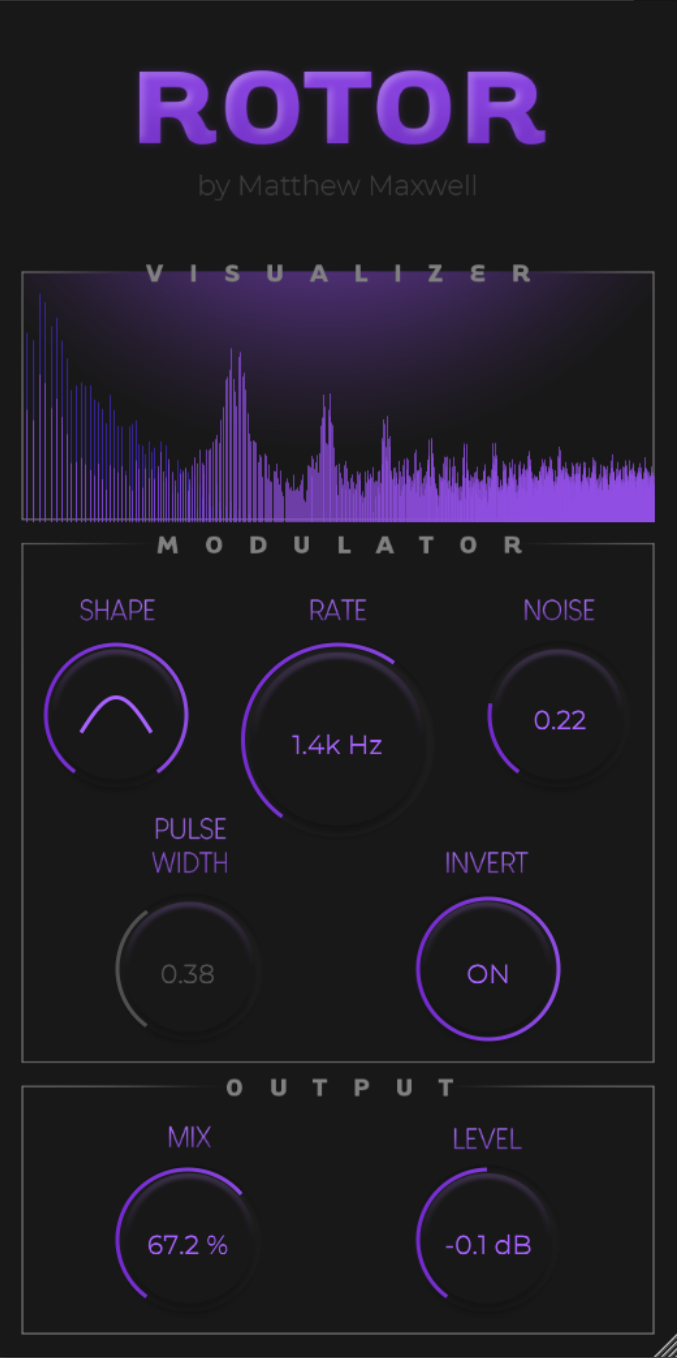 ROTOR
by Matthew Maxwell
VISUALIZER
MODULATOR
SHAPE
RATE
NOISE
1.4k Hz
0.22
PULSE
WIDTH
INVERT
0.38
ON
OUTPUT
MIX
LEVEL
67.2 %
-0.1 dB